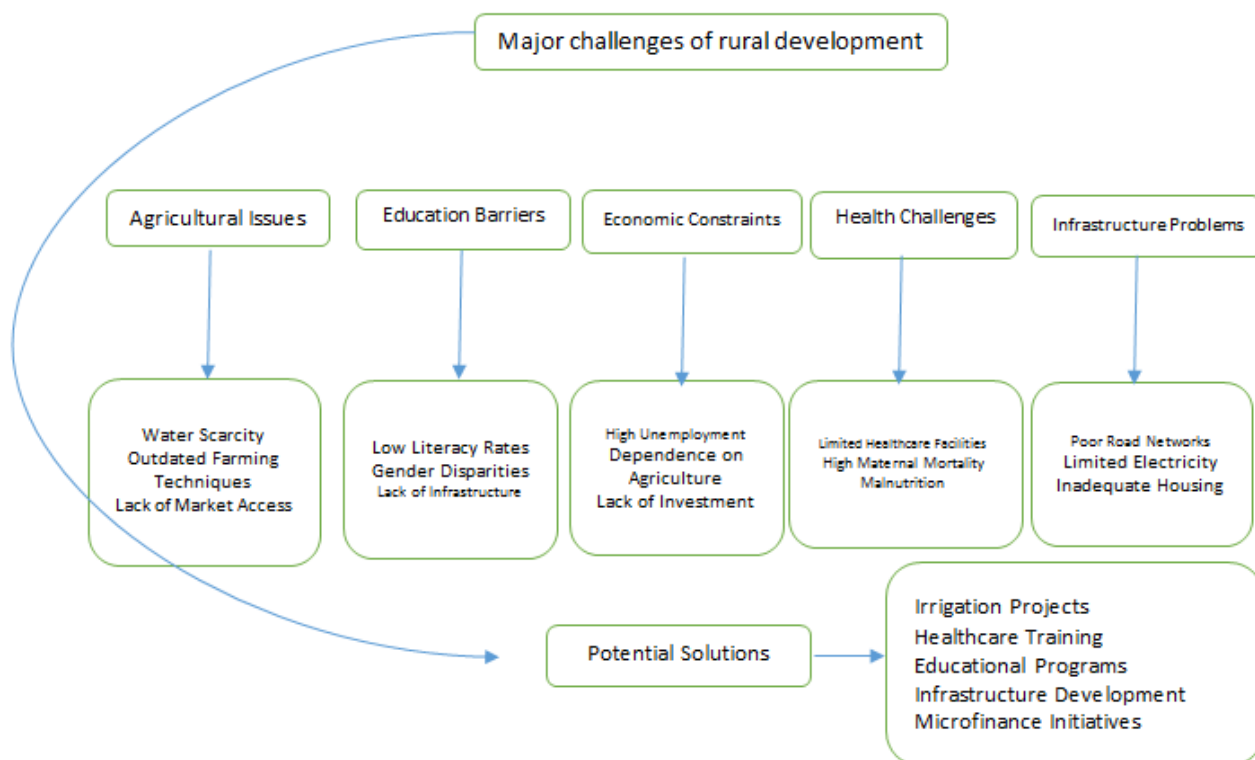 Major challenges of rural development
Agricultural Issues
Education Barriers
Economic Constraints
Health Challenges
Infrastructure Problems
Water Scarcity
Outdated Farming
Techniques
Lack of Market Access
Low Literacy Rates
Gender Disparities
Lack of Infrastructure
High Unemployment
Dependence on
Agriculture
Lack of Investment
Limited Healthcare Facilities
High Maternal Mortality
Malnutrition
Poor Road Networks
Limited Electricity
Inadequate Housing
Potential Solutions
Irrigation Projects
Healthcare Training
Educational Programs
Infrastructure Development
Microfinance Initiatives